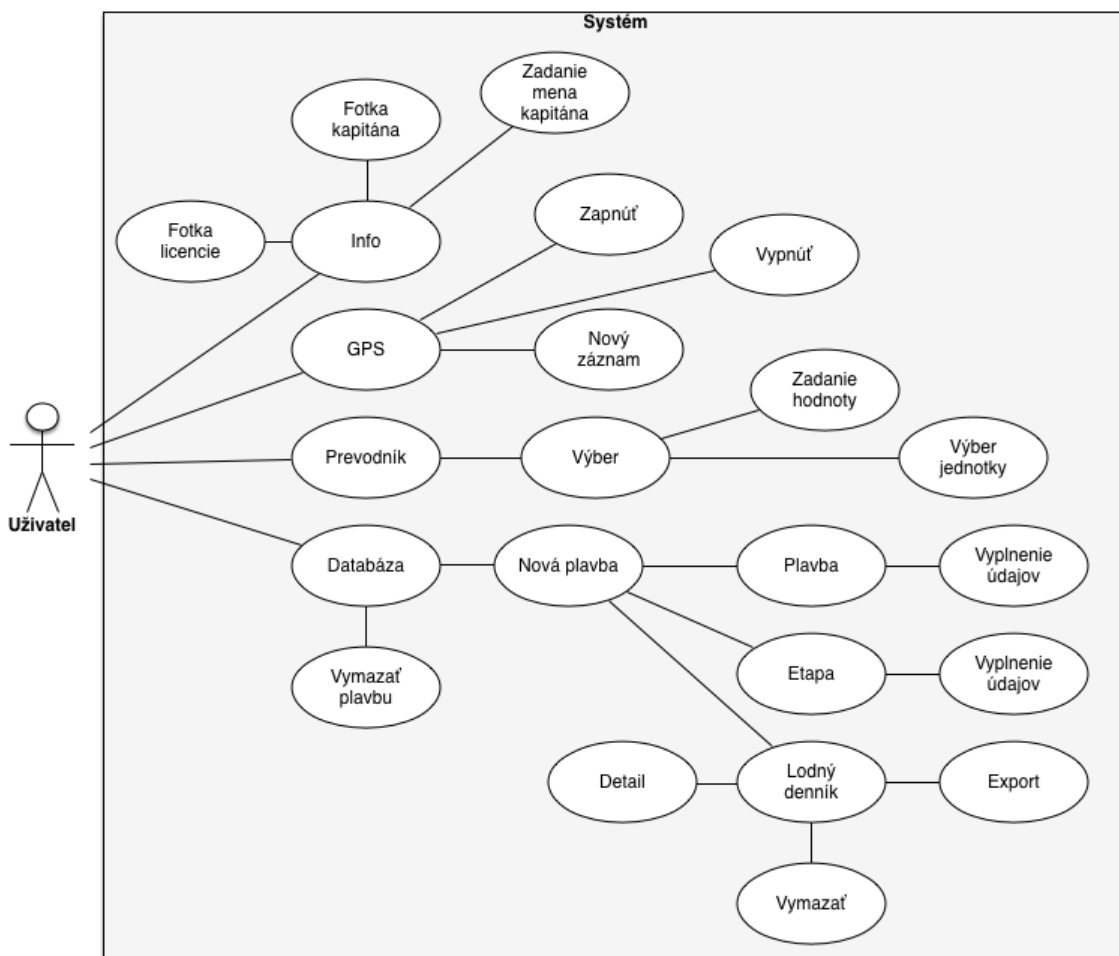 Systém
Zadanie
mena
kapitána
Fotka
kapitána
Fotka
licencie
Info
Zapnúť
Vypnúť
GPS
Nový
záznam
Zadanie
hodnoty
Prevodník
Výber
Výber
jednotky
Uživatel
Databáza
Nová plavba
Plavba
Vyplnenie
údajov
Vymazať
plavbu
Etapa
Vyplnenie
údajov
Detail
Lodný
denník
Export
Vymazať